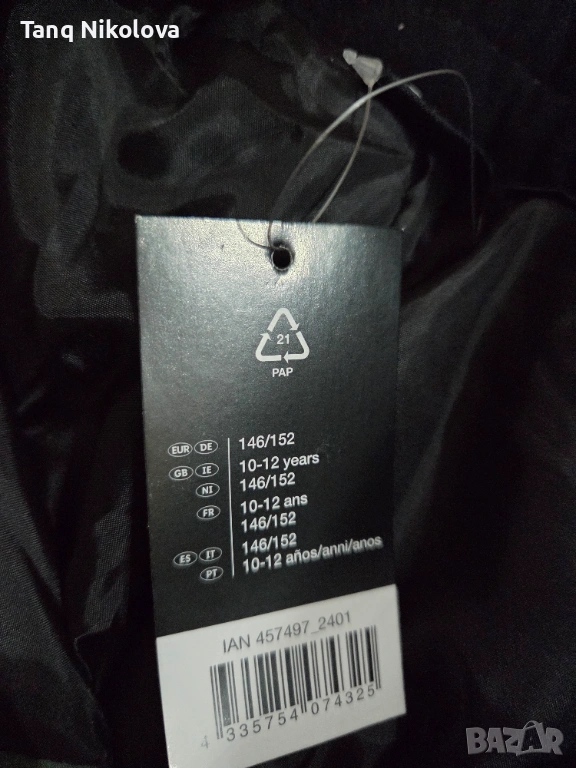 Tanq Nikolova
21
PAP
EUR DE 146/152
GB IE 10-12 years
NI 146/152
FR 10-12 ans
146/152
ES IT 146/152
PT 10-12 años/anni/anos
IAN 457497_2401
4 335754 074325
BAZAR